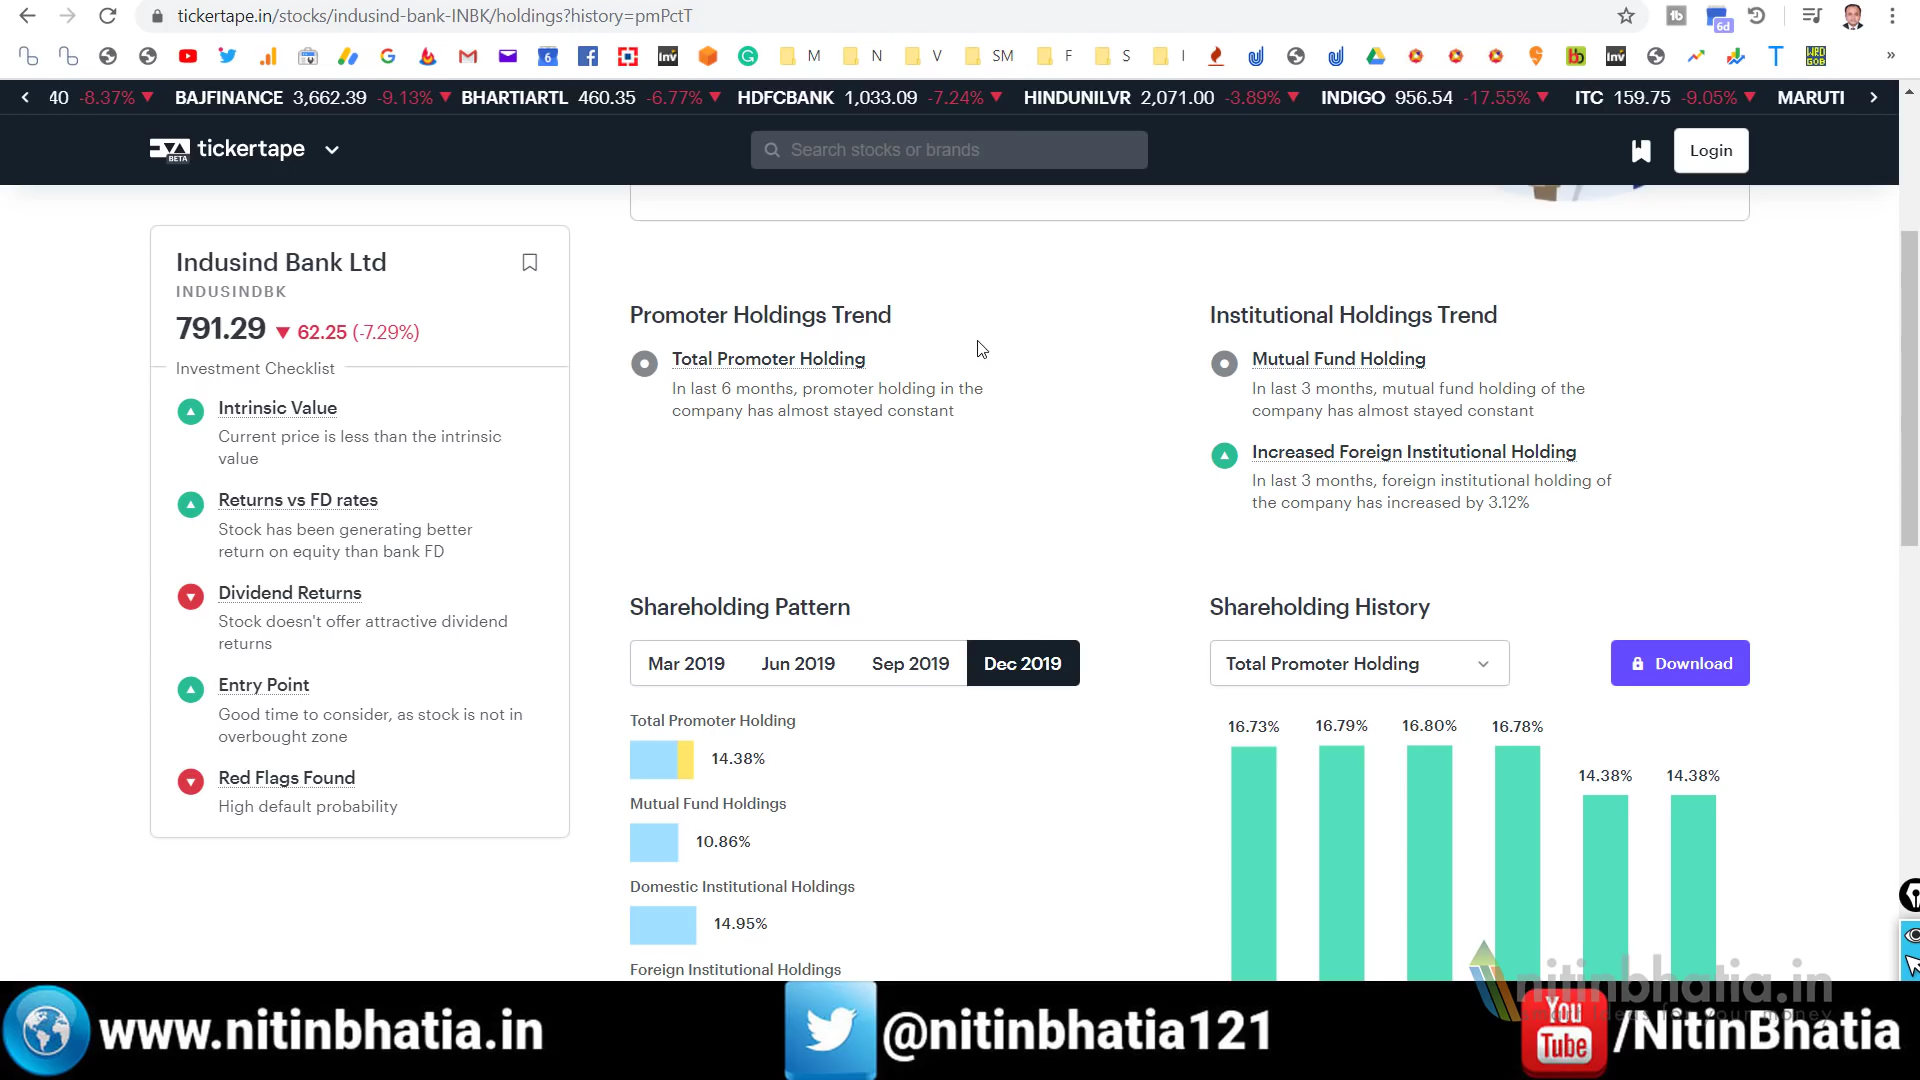 tickertape.in/stocks/indusind-bank-INBK/holdings?history=pmPctT
6d
M N V SM F S I
40 -8.37% BAJFINANCE 3,662.39 -9.13% BHARTIARTL 460.35 -6.77% HDFCBANK 1,033.09 -7.24% HINDUNILVR 2,071.00 -3.89% INDIGO 956.54 -17.55% ITC 159.75 -9.05% MARUTI
BETA tickertape
Search stocks or brands
Login
Indusind Bank Ltd
INDUSINDBK
791.29 62.25 (-7.29%)
Investment Checklist
Intrinsic Value
Current price is less than the intrinsic
value
Returns vs FD rates
Stock has been generating better
return on equity than bank FD
Dividend Returns
Stock doesn't offer attractive dividend
returns
Entry Point
Good time to consider, as stock is not in
overbought zone
Red Flags Found
High default probability
Promoter Holdings Trend
Total Promoter Holding
In last 6 months, promoter holding in the
company has almost stayed constant
Institutional Holdings Trend
Mutual Fund Holding
In last 3 months, mutual fund holding of the
company has almost stayed constant
Increased Foreign Institutional Holding
In last 3 months, foreign institutional holding of
the company has increased by 3.12%
Shareholding Pattern
Mar 2019 Jun 2019 Sep 2019 Dec 2019
Total Promoter Holding
14.38%
Mutual Fund Holdings
10.86%
Domestic Institutional Holdings
14.95%
Foreign Institutional Holdings
Shareholding History
Total Promoter Holding
Download
16.73% 16.79% 16.80% 16.78% 14.38% 14.38%
nitinbhatia.in
www.nitinbhatia.in
@nitinbhatia121
You
Tube
/NitinBhatia